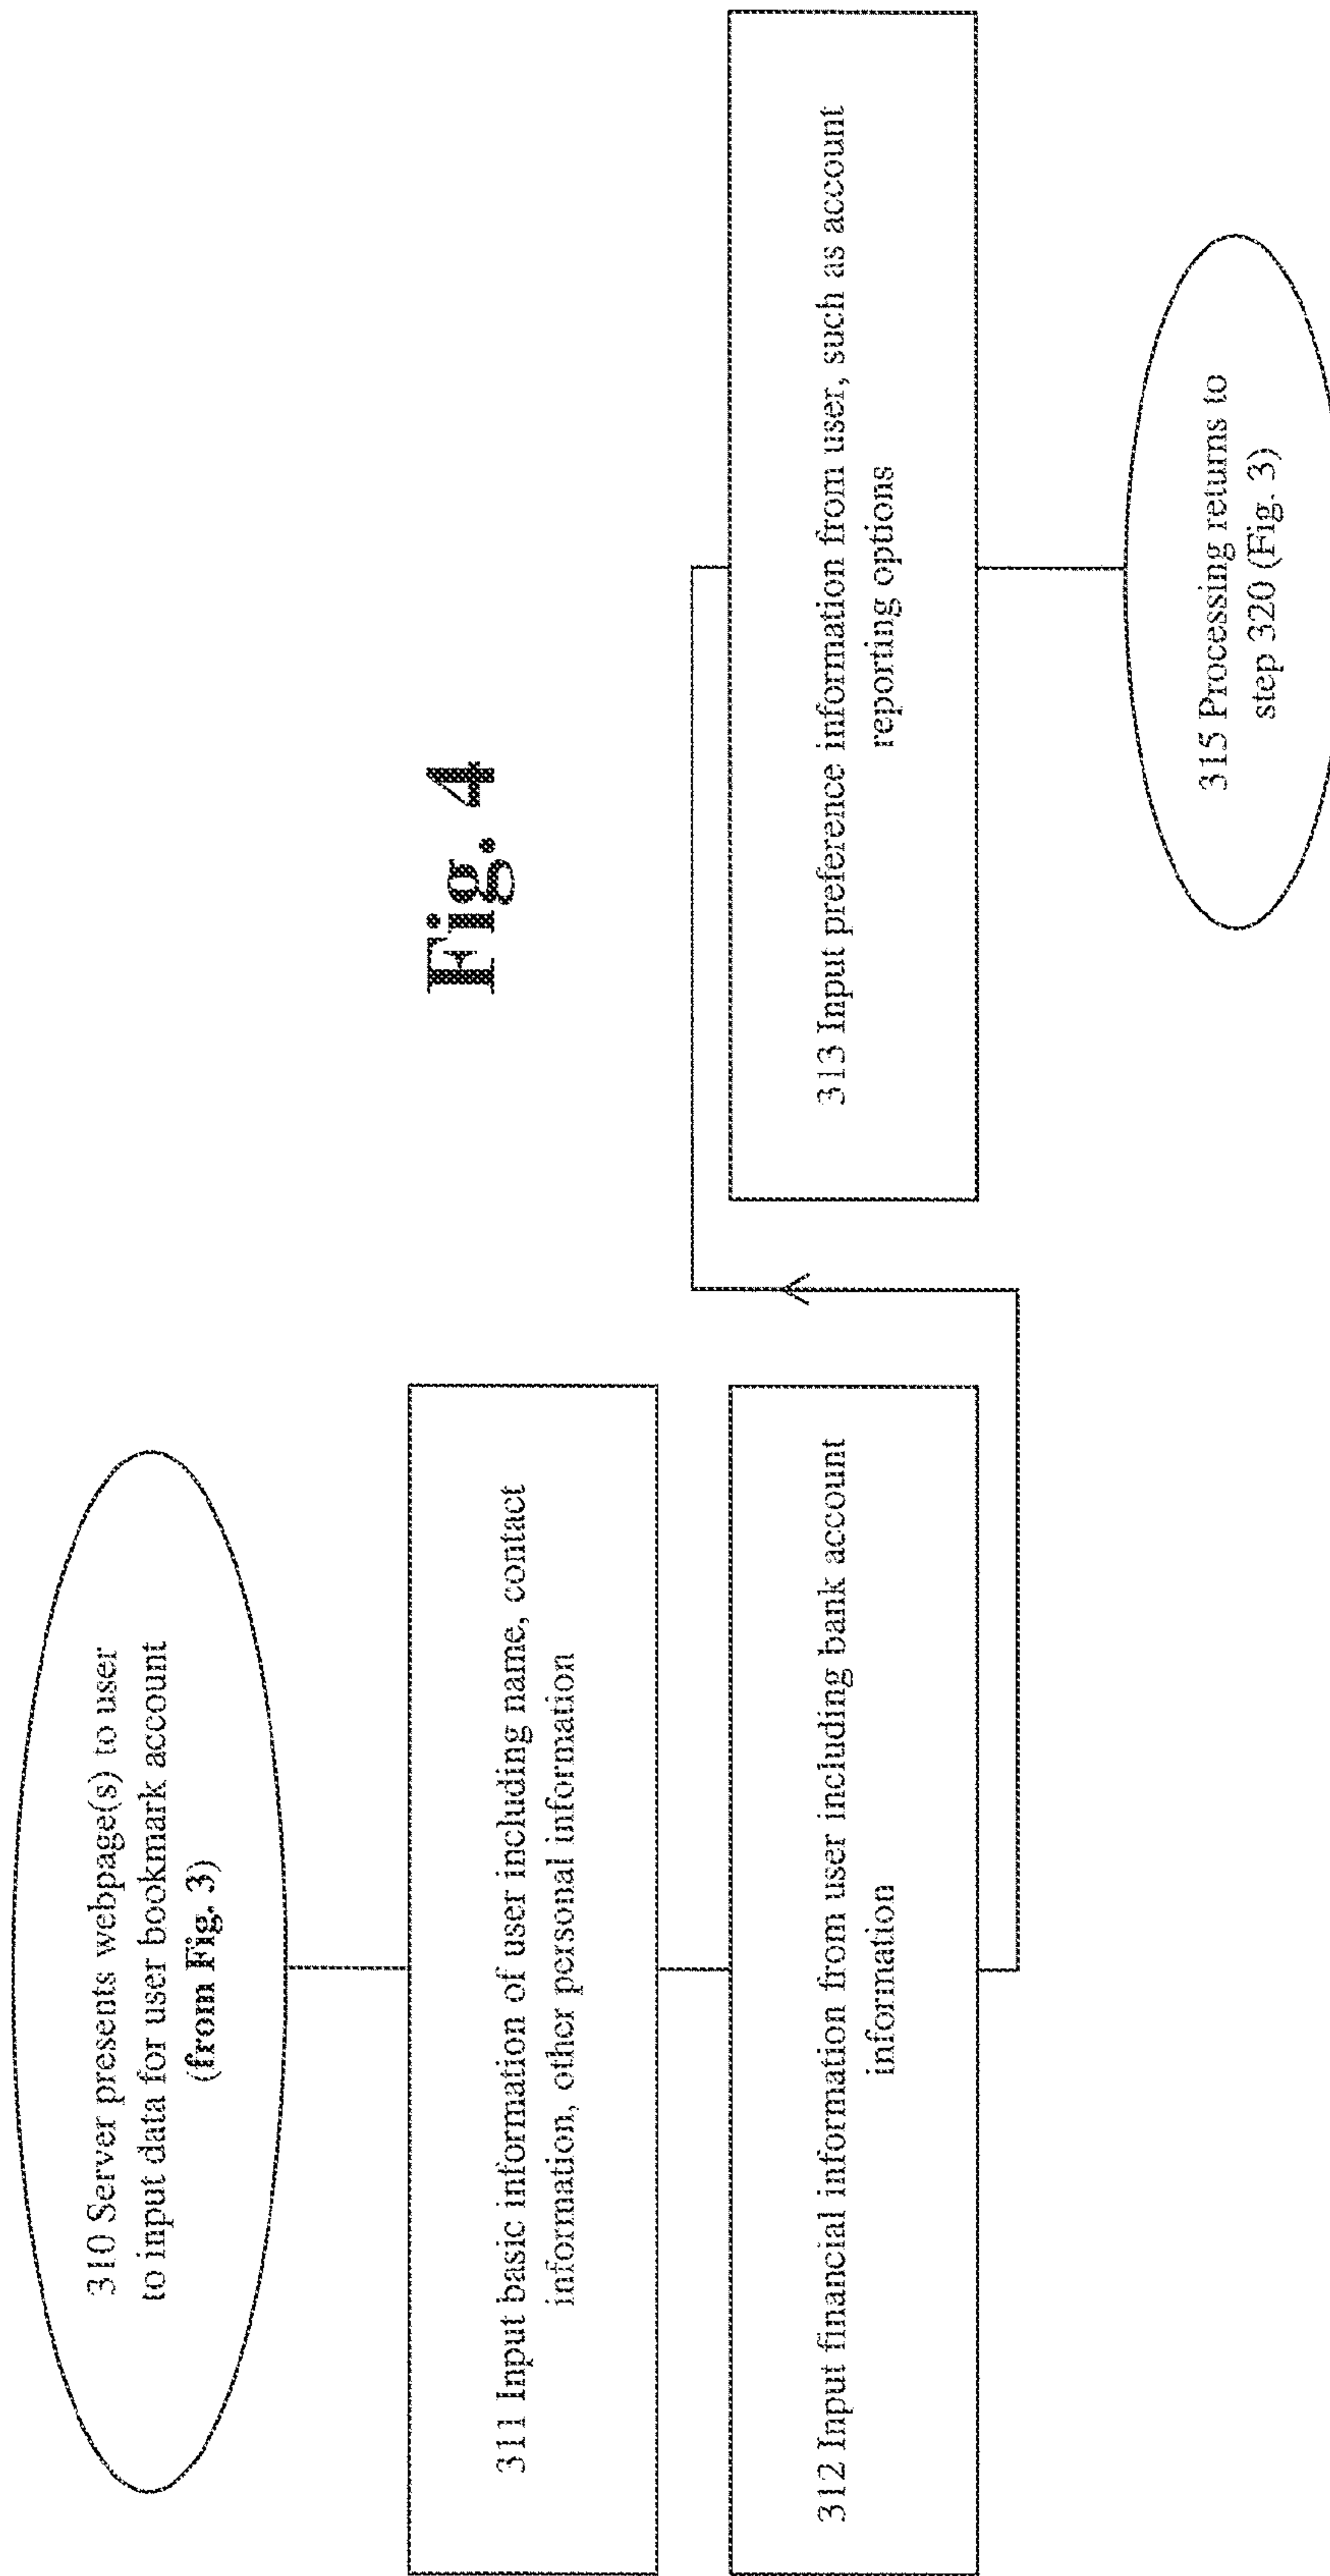 310 Server presents webpage(s) to user
to input data for user bookmark account
(from Fig. 3)
311 Input basic information of user including name, contact
information, other personal information
312 Input financial information from user including bank account
information
Fig. 4
313 Input preference information from user, such as account
reporting options
315 Processing returns to
step 320 (Fig. 3)